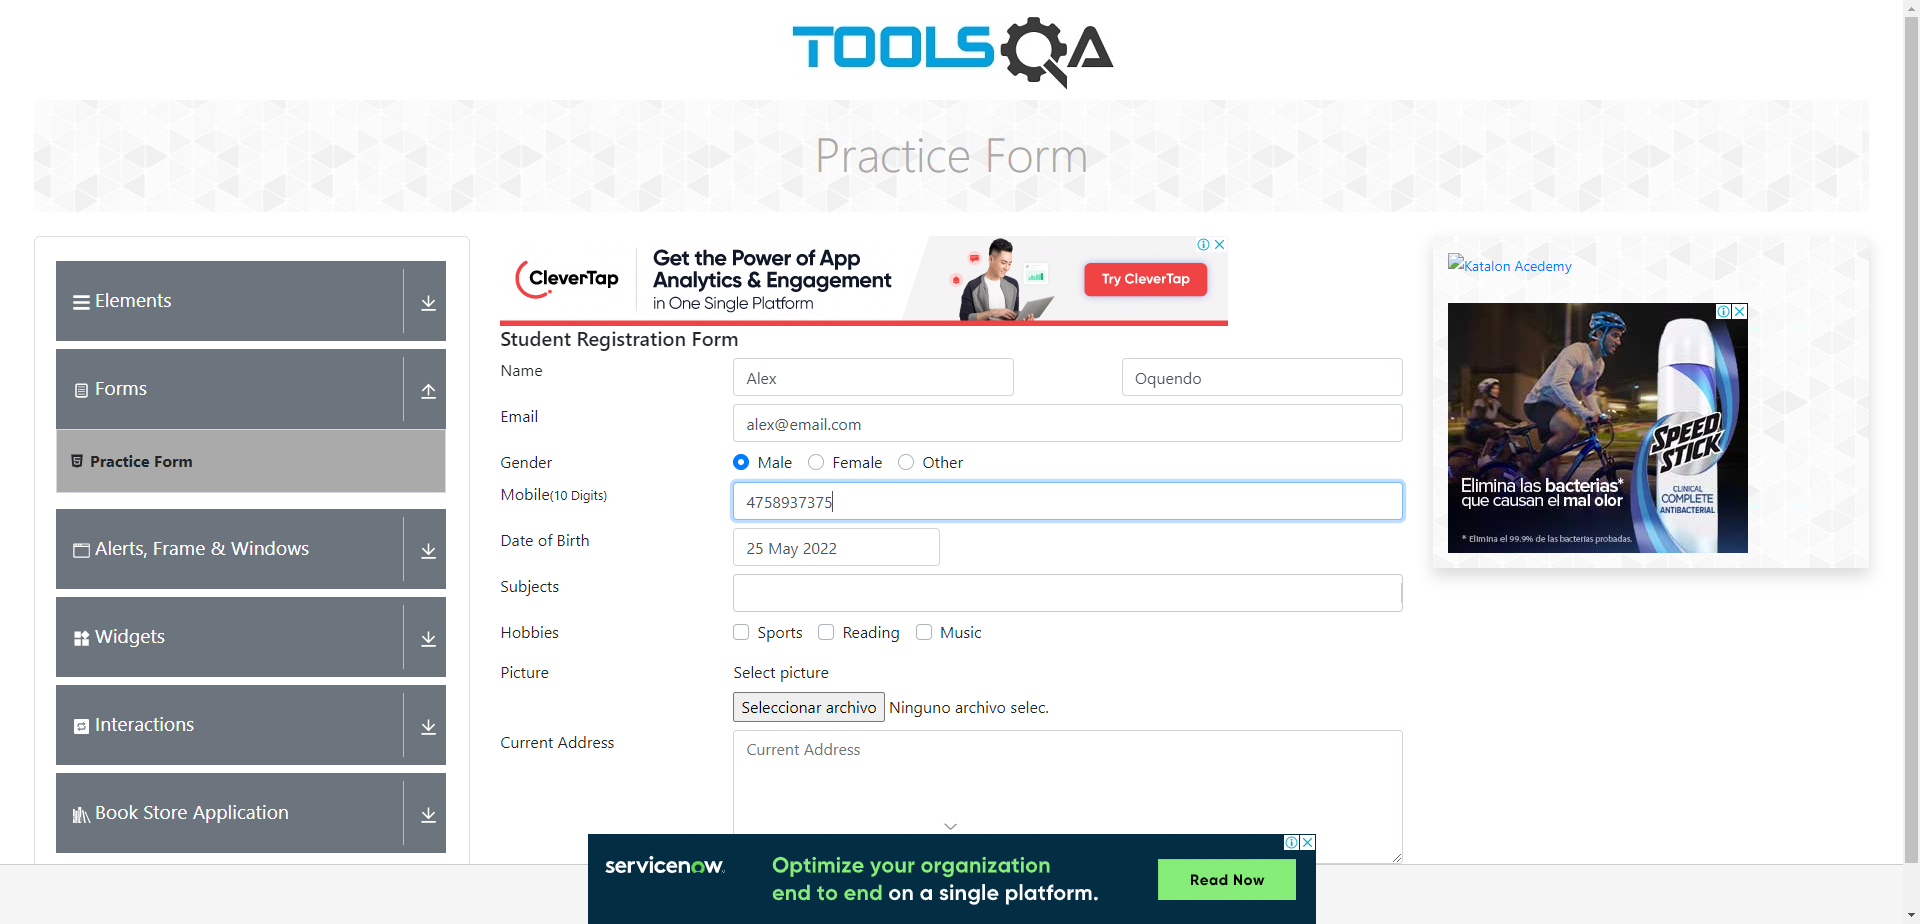 TOOLSQA
Practice Form
Elements
Forms
Practice Form
Alerts, Frame & Windows
Widgets
Interactions
Book Store Application
CleverTap
Get the Power of App
Analytics & Engagement
in One Single Platform
Try CleverTap
Student Registration Form
Name
Alex
Oquendo
Email
alex@email.com
Gender
Male
Female
Other
Mobile(10 Digits)
4758937375
Date of Birth
25 May 2022
Subjects
Hobbies
Sports
Reading
Music
Picture
Select picture
Seleccionar archivo Ninguno archivo selec.
Current Address
Current Address
Katalon Acedemy
SPEED
STICK
CLINICAL
COMPLETE
ANTIBACTERIAL
Elimina las bacterias*
que causan el mal olor
* Elimina el 99.9% de las bacterias probadas.
servicenow.
Optimize your organization
end to end on a single platform.
Read Now